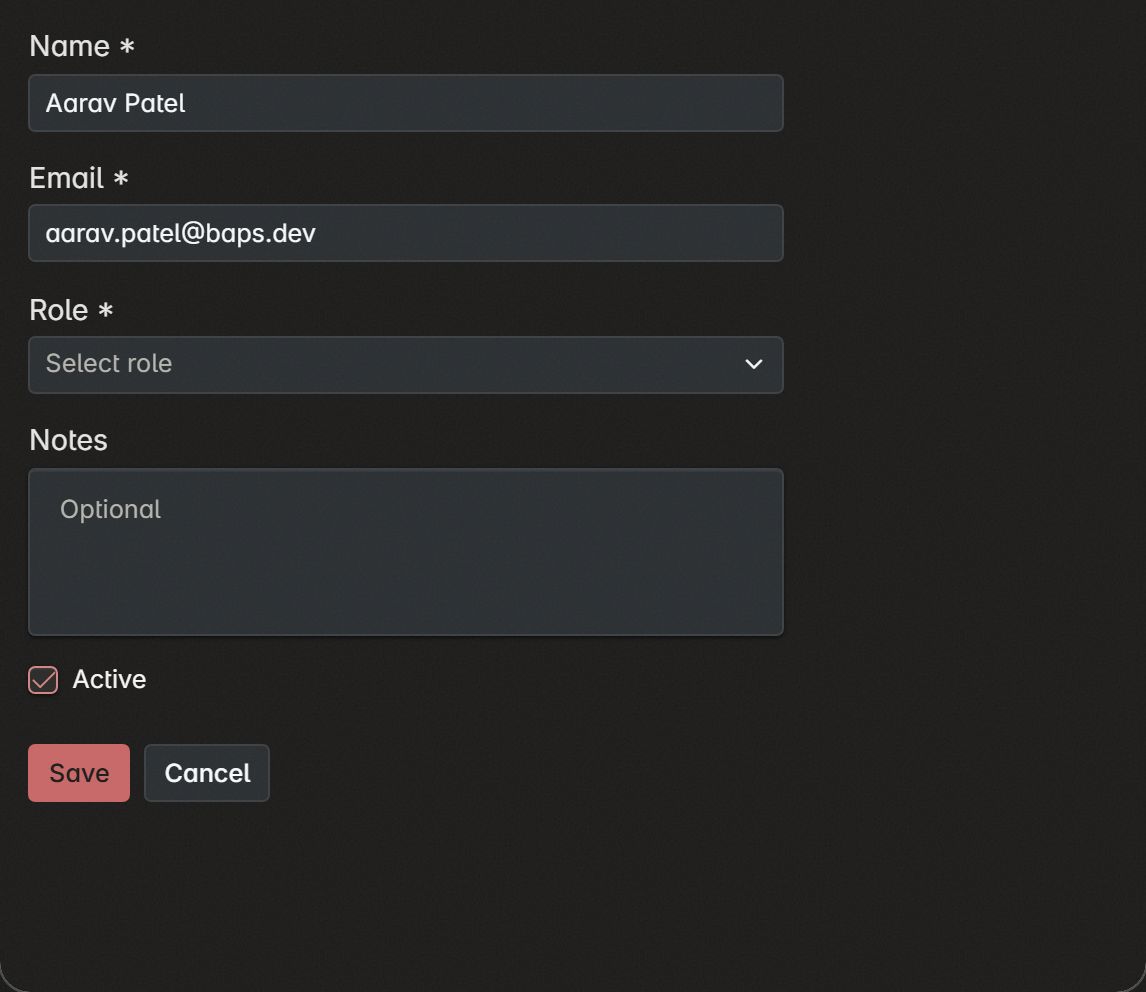 Name *
Aarav Patel
Email *
aarav.patel@baps.dev
Role *
Select role
Notes
Optional
Active
Save
Cancel